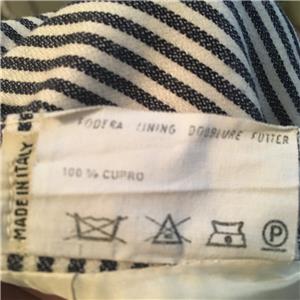 FODERA LINING DOUBLURE FUTTER
100 % CUPRO
MADE IN ITALY
P